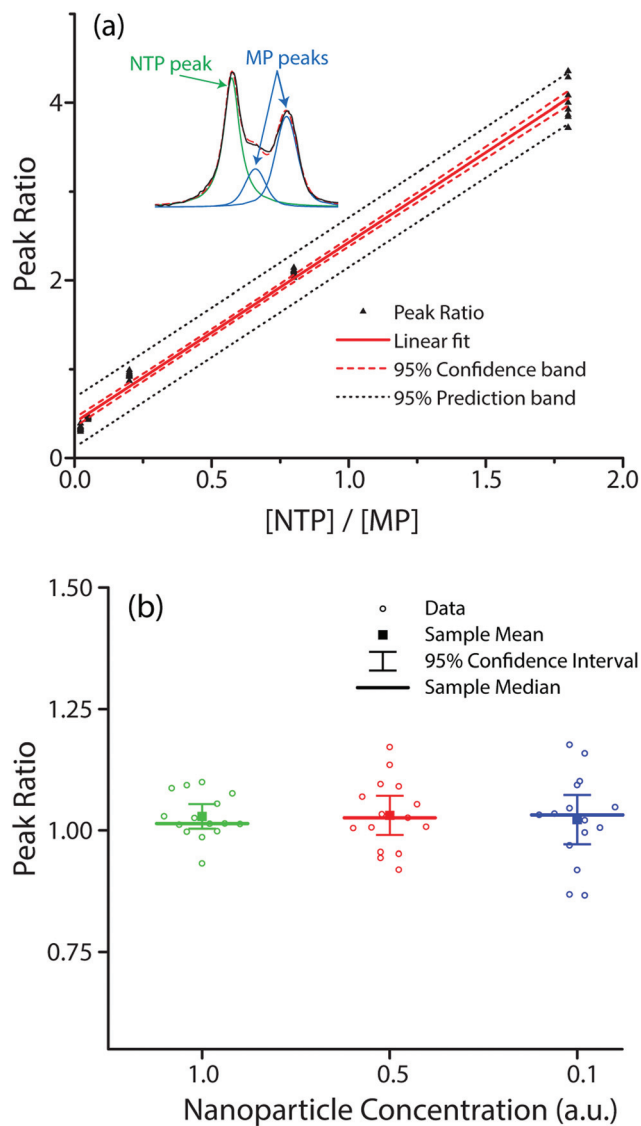 (a)
NTP peak
MP peaks
4
2
0
Peak Ratio
Peak Ratio
Linear fit
95% Confidence band
95% Prediction band
0.0
0.5
1.0
1.5
2.0
[NTP] / [MP]
(b)
1.50
1.25
1.00
0.75
Peak Ratio
Data
Sample Mean
95% Confidence Interval
Sample Median
1.0
0.5
0.1
Nanoparticle Concentration (a.u.)